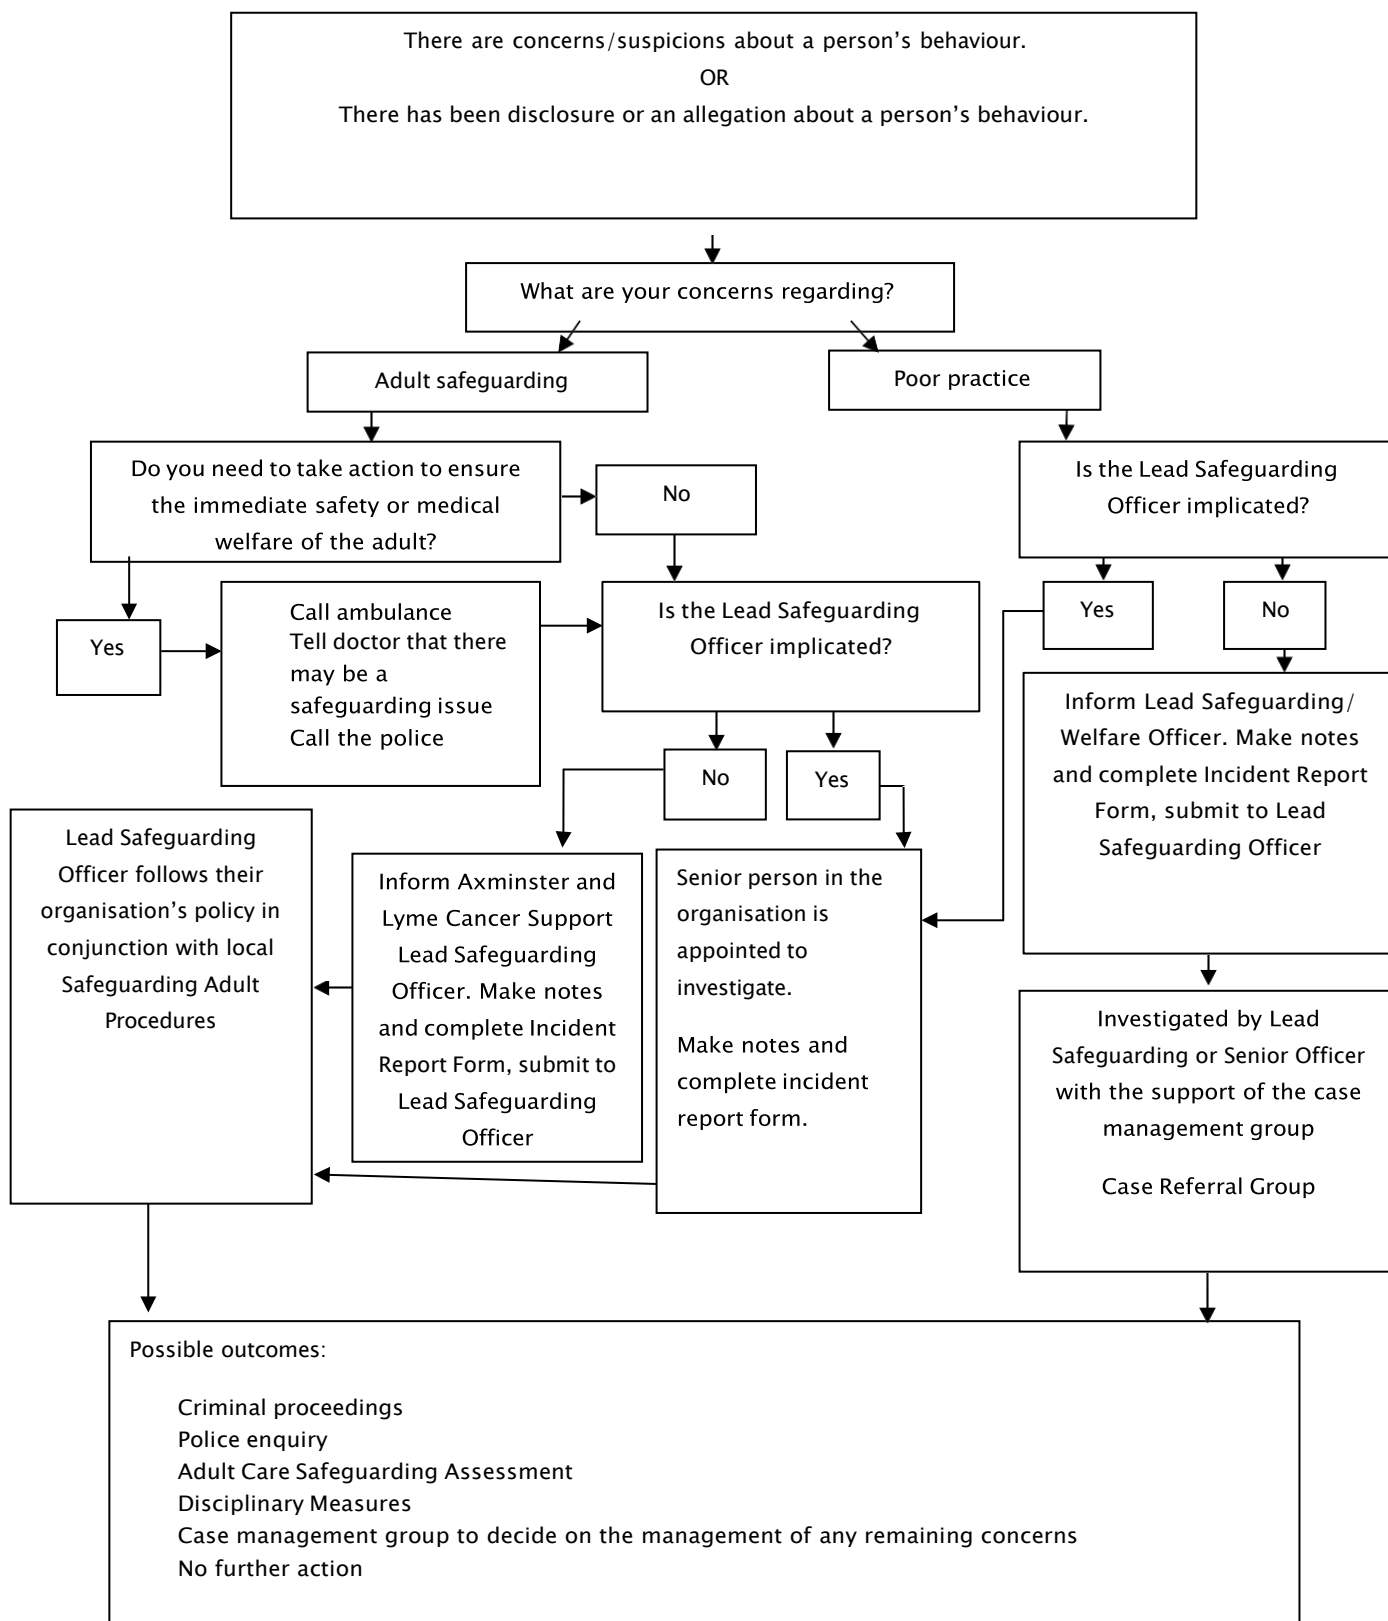 There are concerns/suspicions about a person's behaviour.
OR
There has been disclosure or an allegation about a person's behaviour.
What are your concerns regarding?
Adult safeguarding
Poor practice
Do you need to take action to ensure
the immediate safety or medical
welfare of the adult?
No
Is the Lead Safeguarding
Officer implicated?
Yes
Call ambulance
Tell doctor that there
may be a
safeguarding issue
Call the police
Is the Lead Safeguarding
Officer implicated?
Yes
No
No
Yes
Inform Lead Safeguarding/
Welfare Officer. Make notes
and complete Incident Report
Form, submit to Lead
Safeguarding Officer
Lead Safeguarding
Officer follows their
organisation's policy in
conjunction with local
Safeguarding Adult
Procedures
Inform Axminster and
Lyme Cancer Support
Lead Safeguarding
Officer. Make notes
and complete Incident
Report Form, submit to
Lead Safeguarding
Officer
Senior person in the
organisation is
appointed to
investigate.
Make notes and
complete incident
report form.
Investigated by Lead
Safeguarding or Senior Officer
with the support of the case
management group
Case Referral Group
Possible outcomes:
Criminal proceedings
Police enquiry
Adult Care Safeguarding Assessment
Disciplinary Measures
Case management group to decide on the management of any remaining concerns
No further action